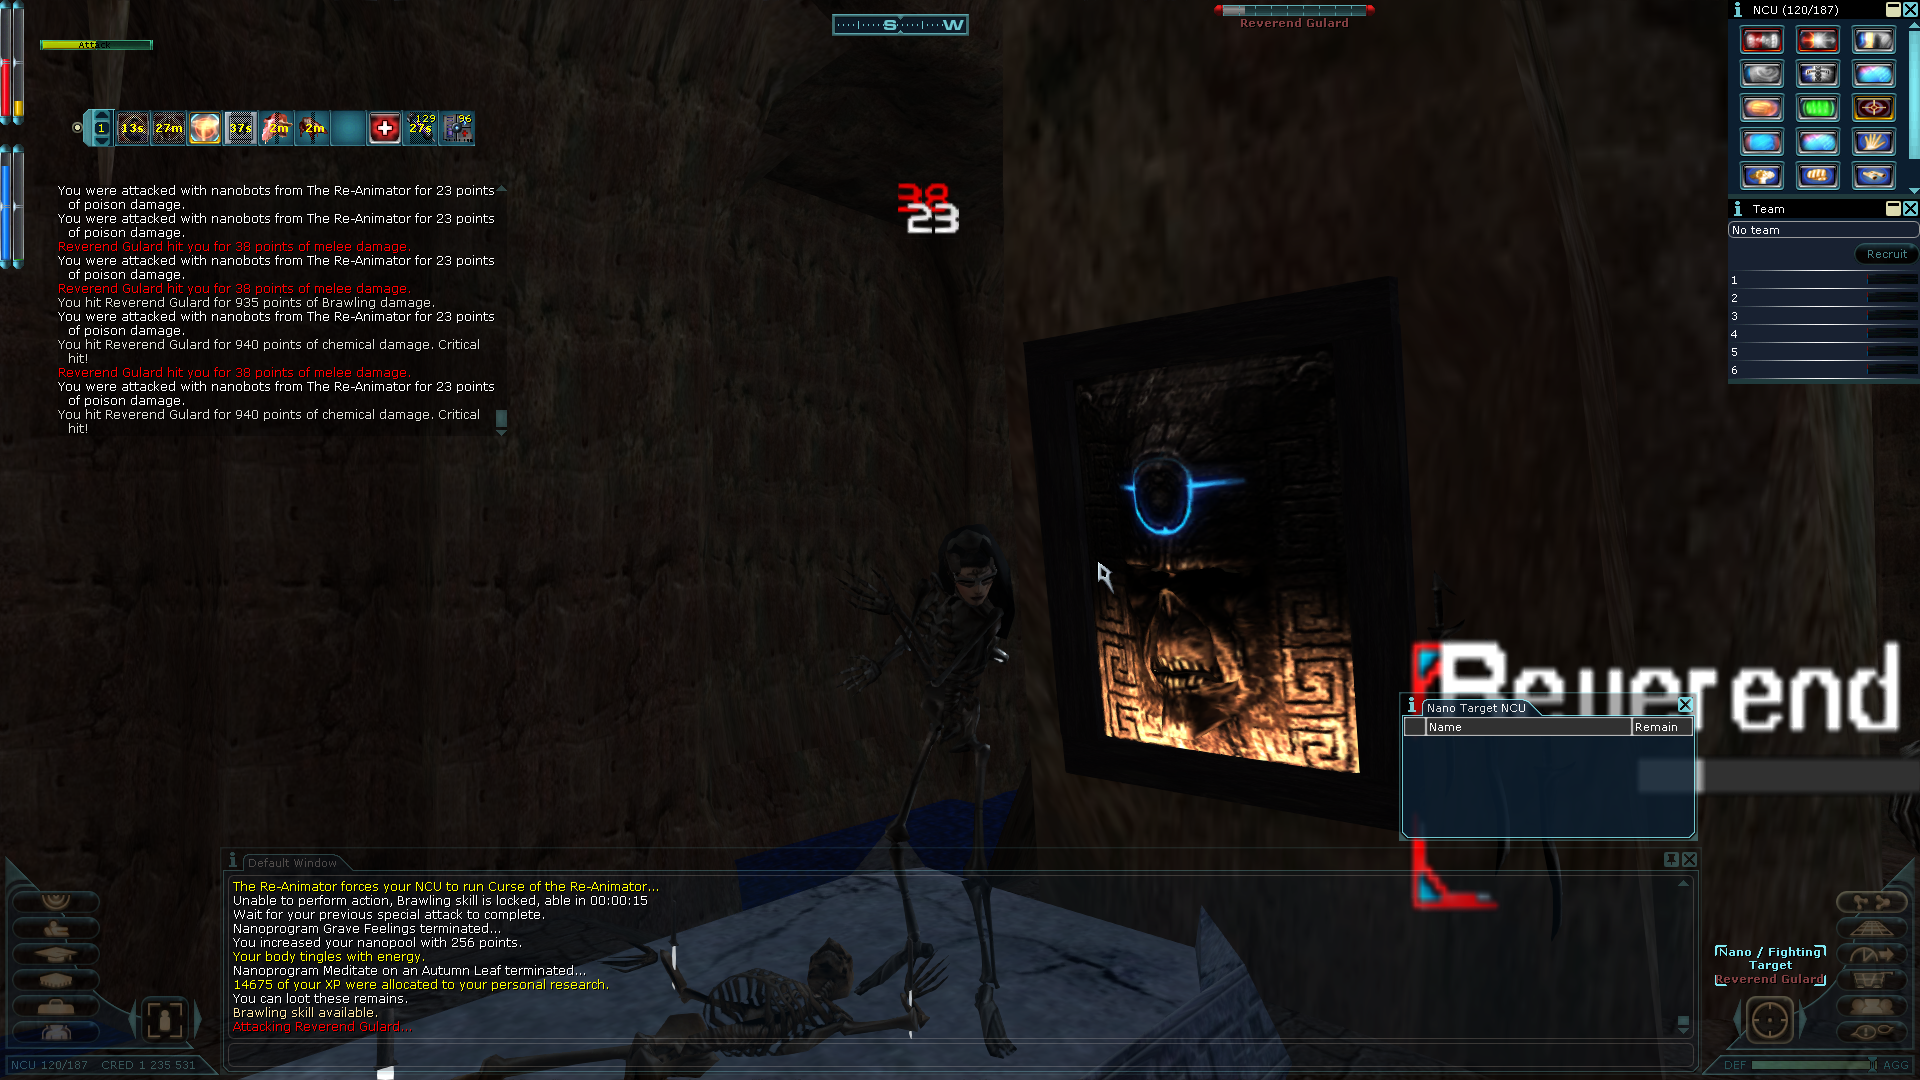 S W
Reverend Gulard
NCU (120/187)
Attack
1 13s 27m 37s 2m 2m 129 27s 96
You were attacked with nanobots from The Re-Animator for 23 points
of poison damage.
You were attacked with nanobots from The Re-Animator for 23 points
of poison damage.
Reverend Gulard hit you for 38 points of melee damage.
You were attacked with nanobots from The Re-Animator for 23 points
of poison damage.
Reverend Gulard hit you for 38 points of melee damage.
You hit Reverend Gulard for 935 points of Brawling damage.
You were attacked with nanobots from The Re-Animator for 23 points
of poison damage.
You hit Reverend Gulard for 940 points of chemical damage. Critical
hit!
Reverend Gulard hit you for 38 points of melee damage.
You were attacked with nanobots from The Re-Animator for 23 points
of poison damage.
You hit Reverend Gulard for 940 points of chemical damage. Critical
hit!
38
23
Team
No team
Recruit
1
2
3
4
5
6
Reverend
Nano Target NCU
Name Remain
Default Window
The Re-Animator forces your NCU to run Curse of the Re-Animator...
Unable to perform action, Brawling skill is locked, able in 00:00:15
Wait for your previous special attack to complete.
Nanoprogram Grave Feelings terminated...
You increased your nanopool with 256 points.
Your body tingles with energy.
Nanoprogram Meditate on an Autumn Leaf terminated...
14675 of your XP were allocated to your personal research.
You can loot these remains.
Brawling skill available.
Attacking Reverend Gulard...
Nano / Fighting
Target
Reverend Gulard
NCU 120/187 CRED 1 235 531
DEF AGG